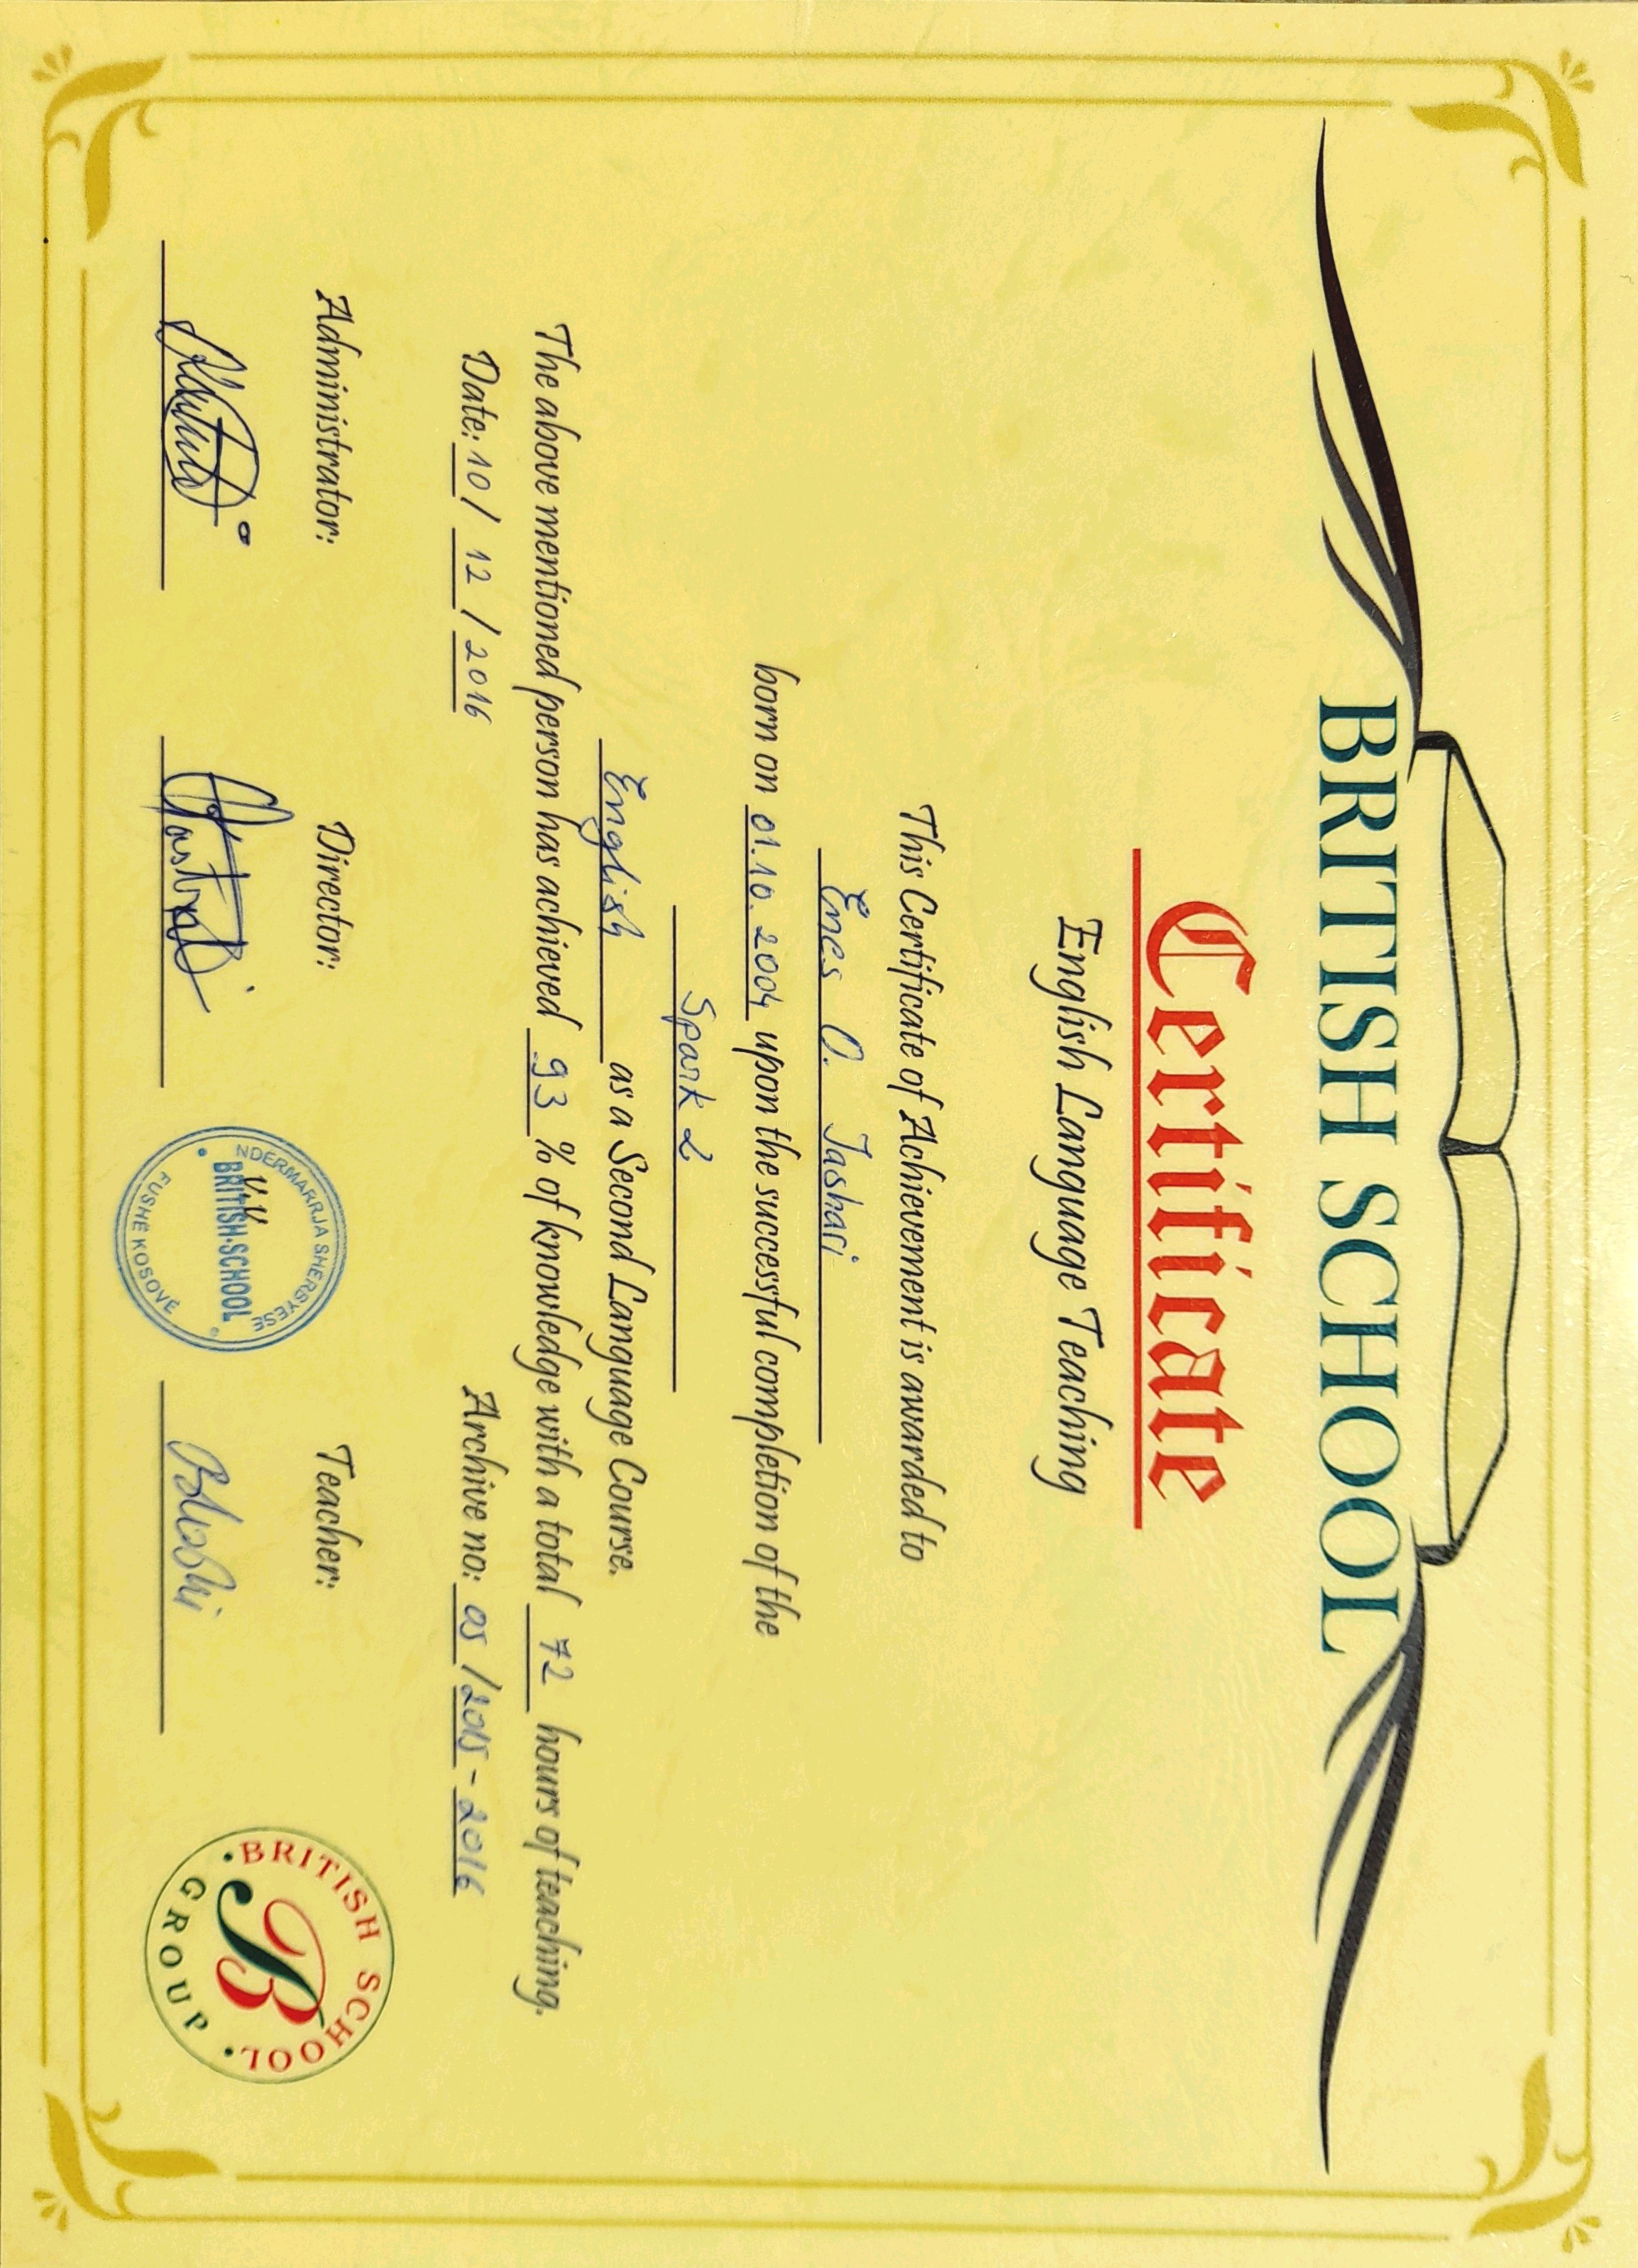 BRITISH SCHOOL
Certificate
English Language Teaching
This Certificate of Achievement is awarded to
Enes O. Jashari
born on 01.10.2004 upon the successful completion of the
Spark 2
English as a Second Language Course.
The above mentioned person has achieved 93 % of knowledge with a total 72 hours of teaching.
Date: 10 / 12 / 2016
Archive no: 05 / 2015 - 2016
Administrator:
Director:
Teacher:
NDERMARRJA SHERBYESE
v.v
BRITISH-SCHOOL
FUSHË KOSOVË
BRITISH SCHOOL
B
GROUP